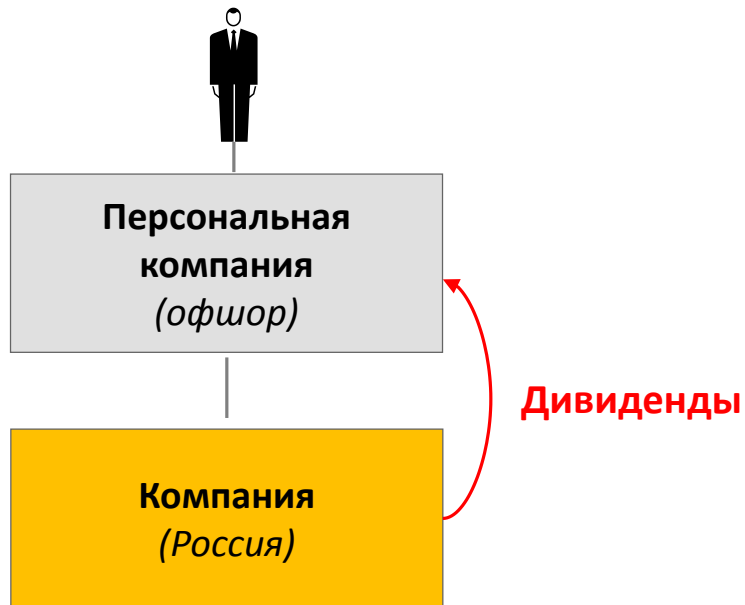 Персональная
компания
(офшор)
Дивиденды
Компания
(Россия)